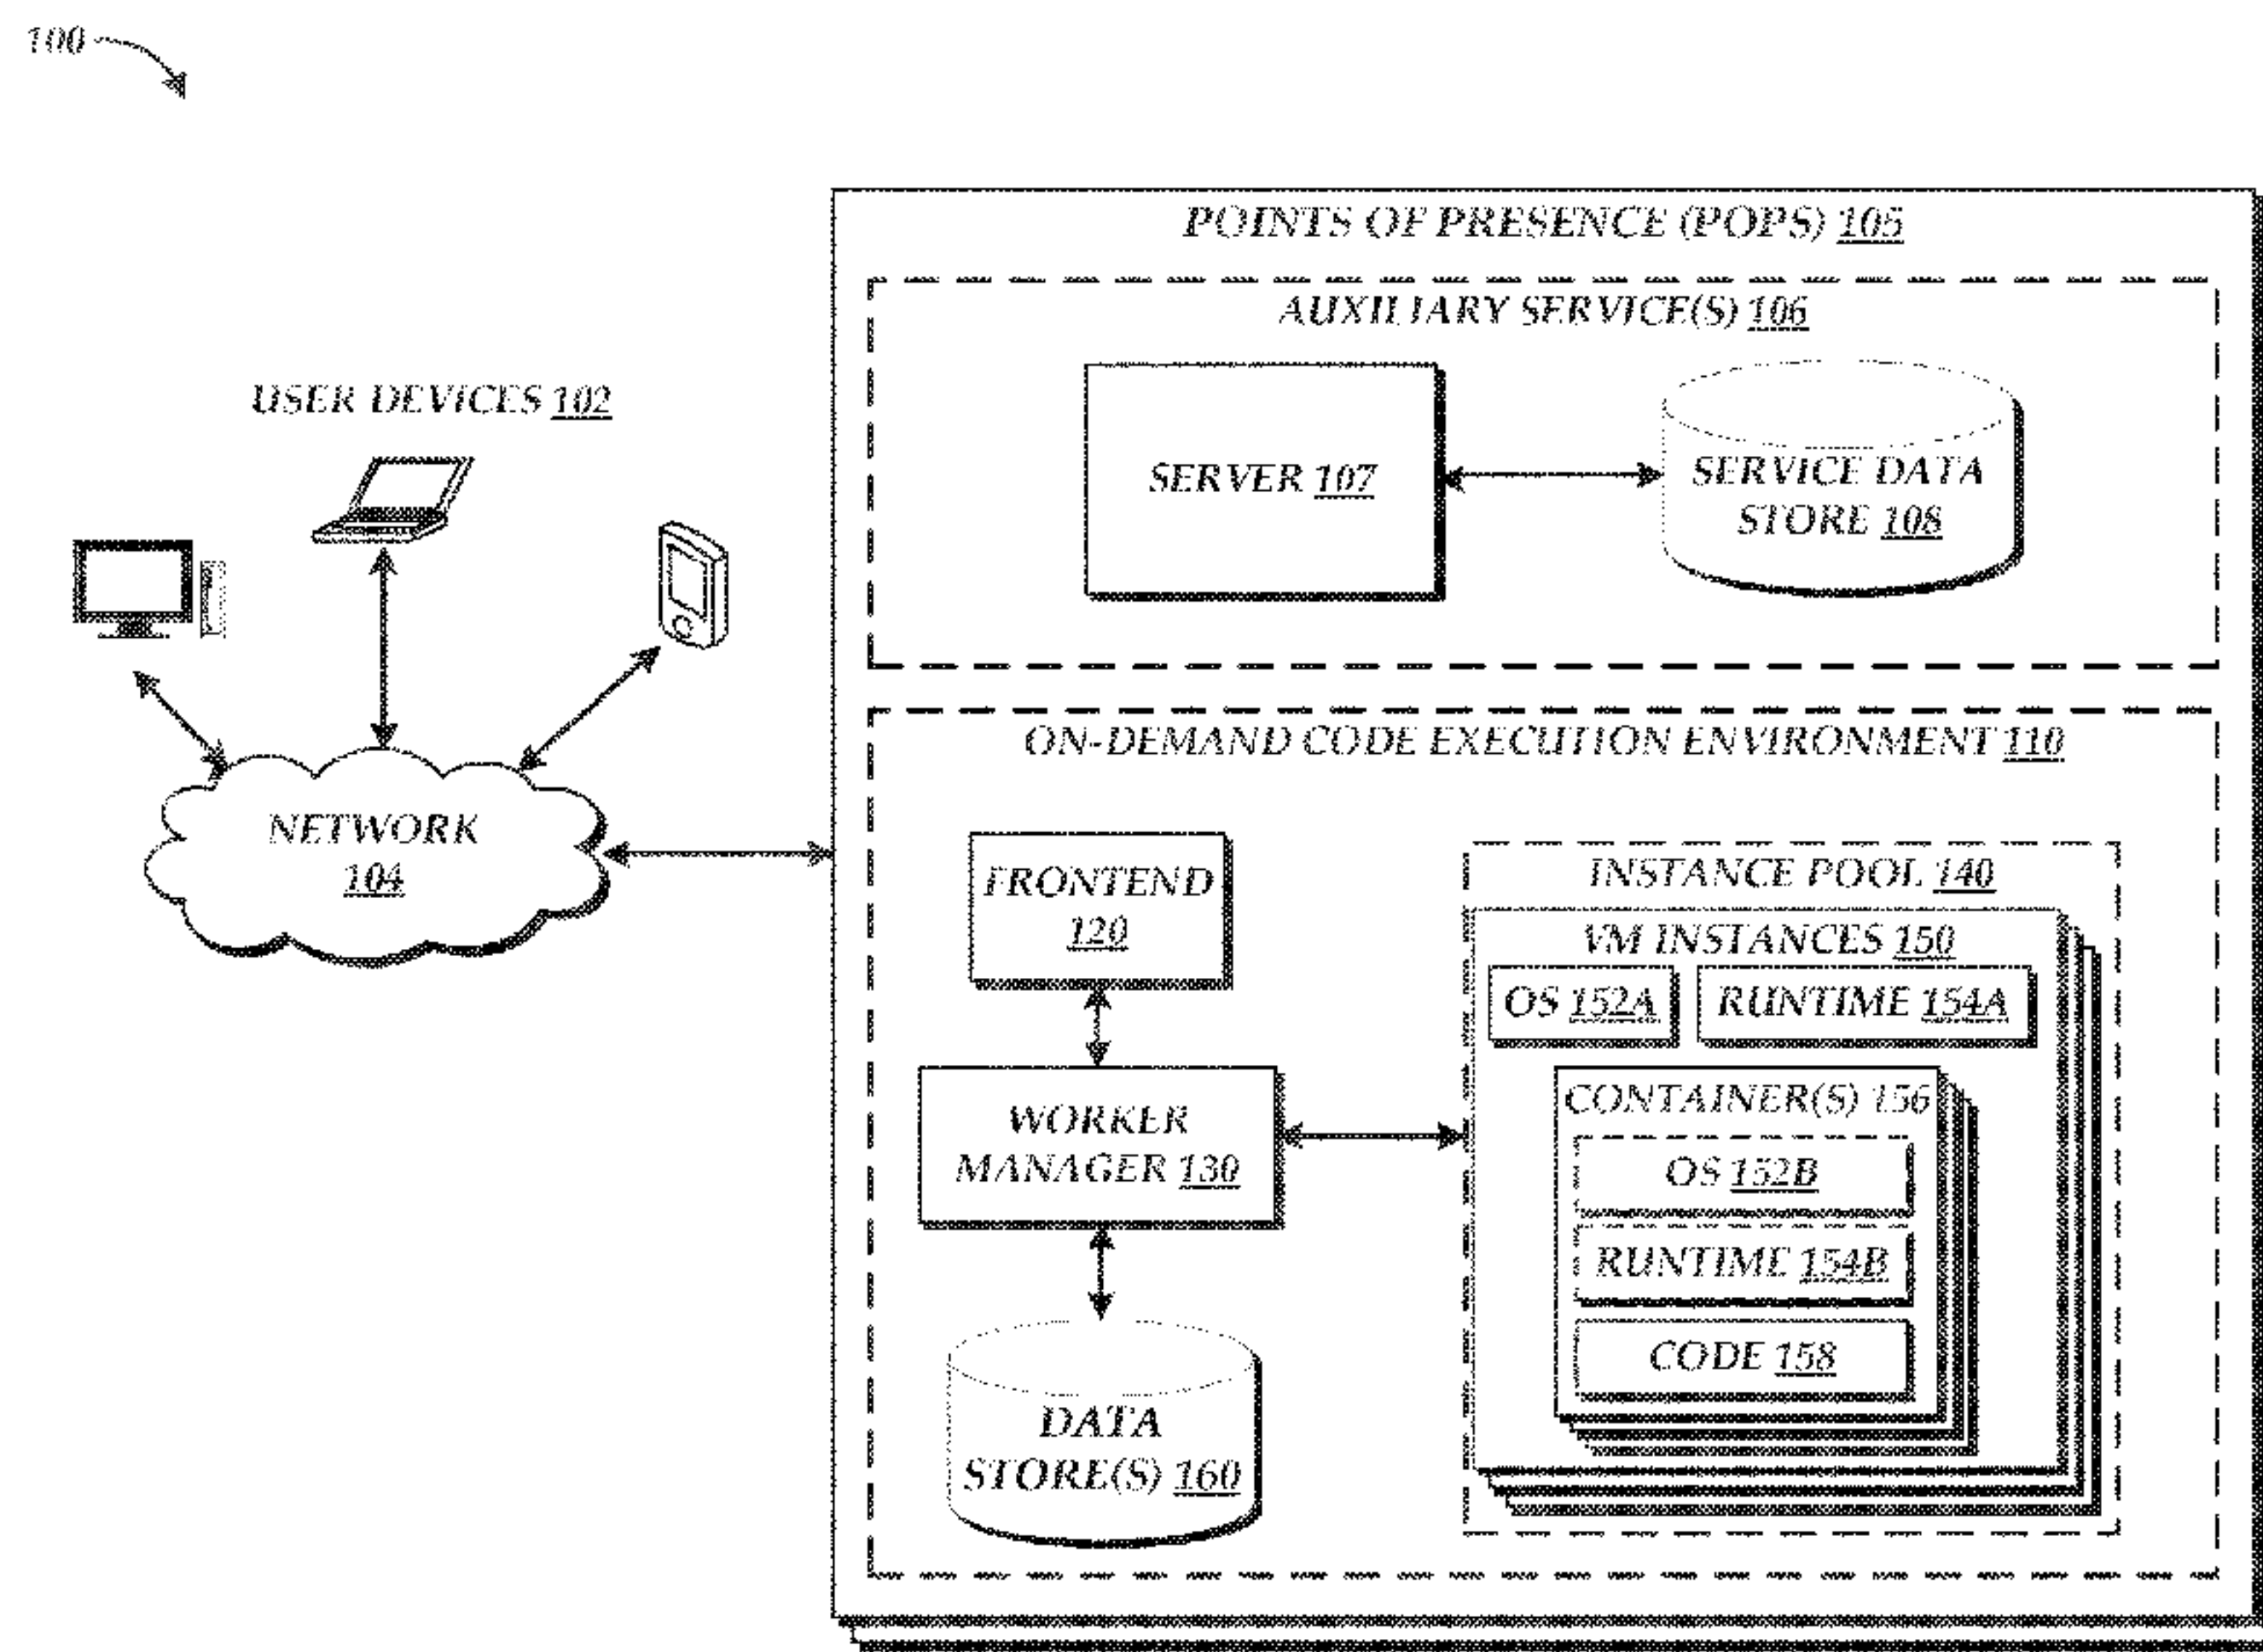 100
POINTS OF PRESENCE (POPS) 105
AUXILIARY SERVICE(S) 106
USER DEVICES 102
SERVER 107
SERVICE DATA
STORE 108
ON-DEMAND CODE EXECUTION ENVIRONMENT 110
NETWORK
104
FRONTEND
120
INSTANCE POOL 140
VM INSTANCES 150
OS 152A
RUNTIME 154A
WORKER
MANAGER 130
CONTAINER(S) 156
OS 152B
RUNTIME 154B
CODE 158
DATA
STORE(S) 160